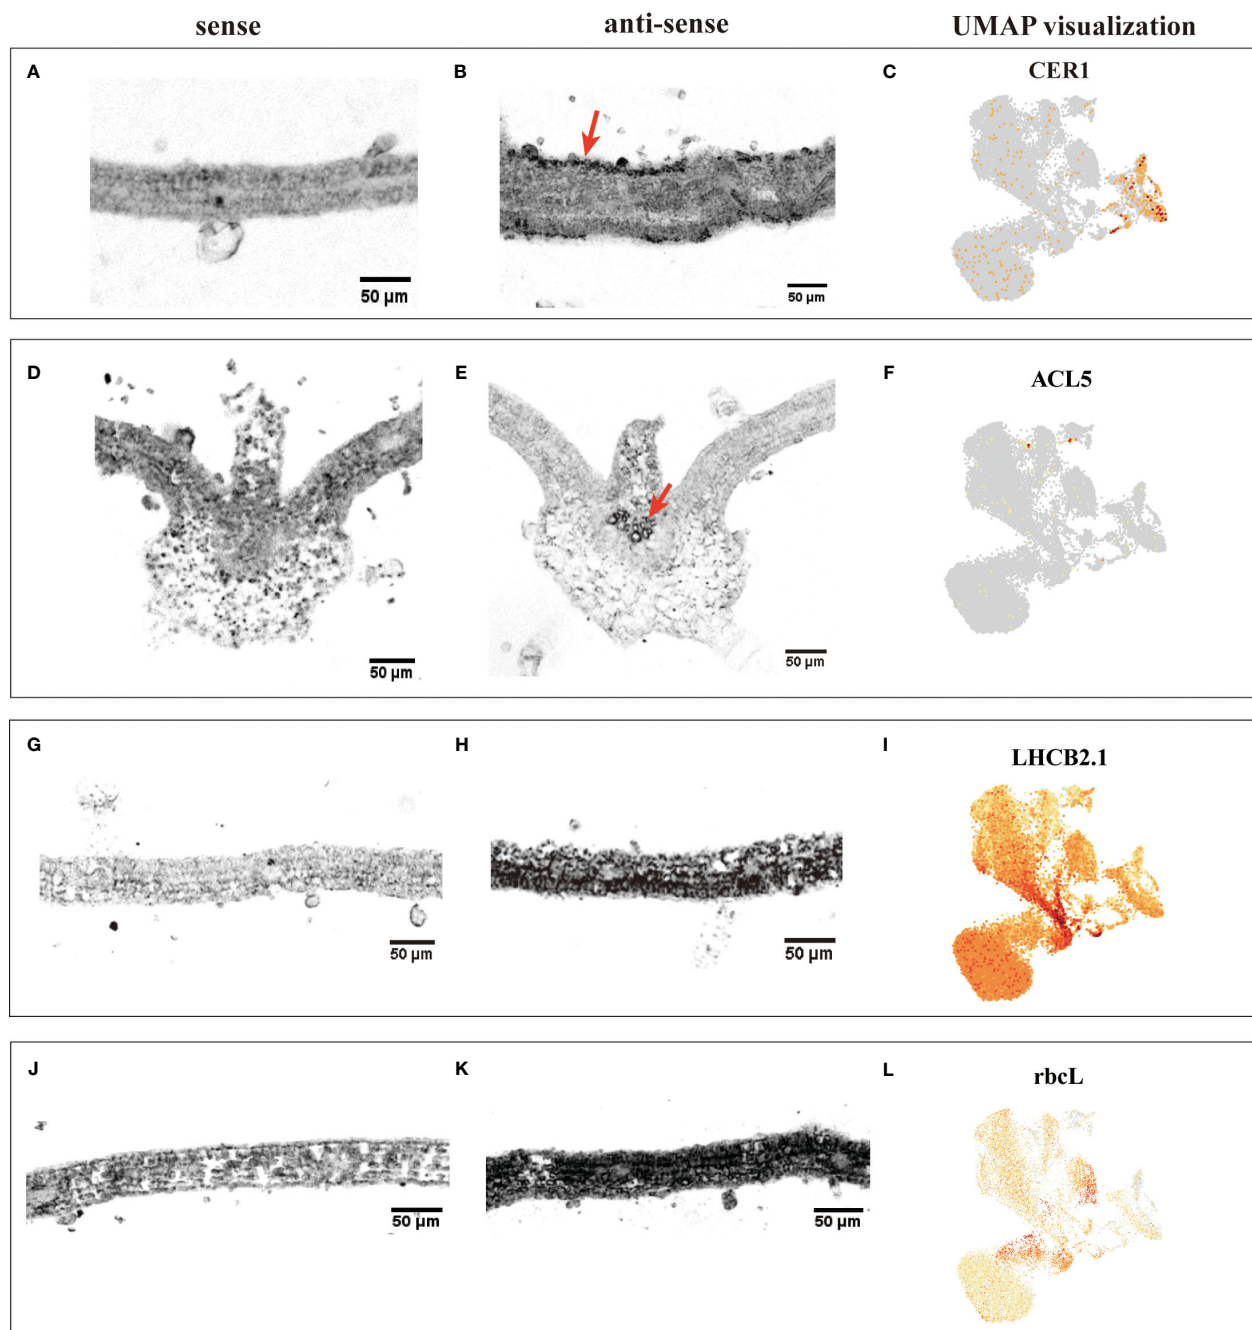 sense anti-sense UMAP visualization
A B C CER1
50 µm 50 µm
D E F ACL5
50 µm 50 µm
G H I LHCB2.1
50 µm 50 µm
J K L rbcL
50 µm 50 µm